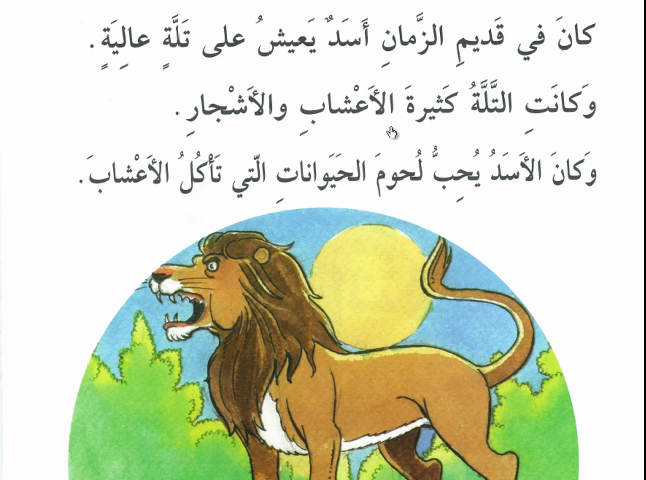 كانَ في قَديمِ الزَّمانِ أَسَدٌ يَعيشُ على تَلَّةٍ عالِيَةٍ .
وَكانَتِ التَّلَّةُ كَثيرةَ الأَعْشابِ والأَشْجارِ .
وَكانَ الأَسَدُ يُحِبُّ لُحومَ الحَيَواناتِ الّتي تَأْكُلُ الأَعْشابَ .